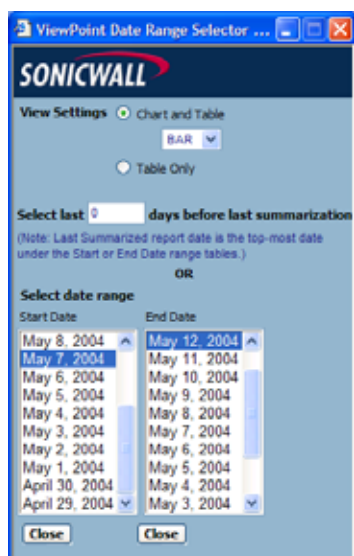 ViewPoint Date Range Selector ...
SONICWALL
View Settings Chart and Table
BAR
Table Only
Select last 0 days before last summarization
(Note: Last Summarized report date is the top-most date
under the Start or End Date range tables.)
OR
Select date range
Start Date End Date
May 8, 2004 May 12, 2004
May 7, 2004 May 11, 2004
May 6, 2004 May 10, 2004
May 5, 2004 May 9, 2004
May 4, 2004 May 8, 2004
May 3, 2004 May 7, 2004
May 2, 2004 May 6, 2004
May 1, 2004 May 5, 2004
April 30, 2004 May 4, 2004
April 29, 2004 May 3, 2004
Close Close